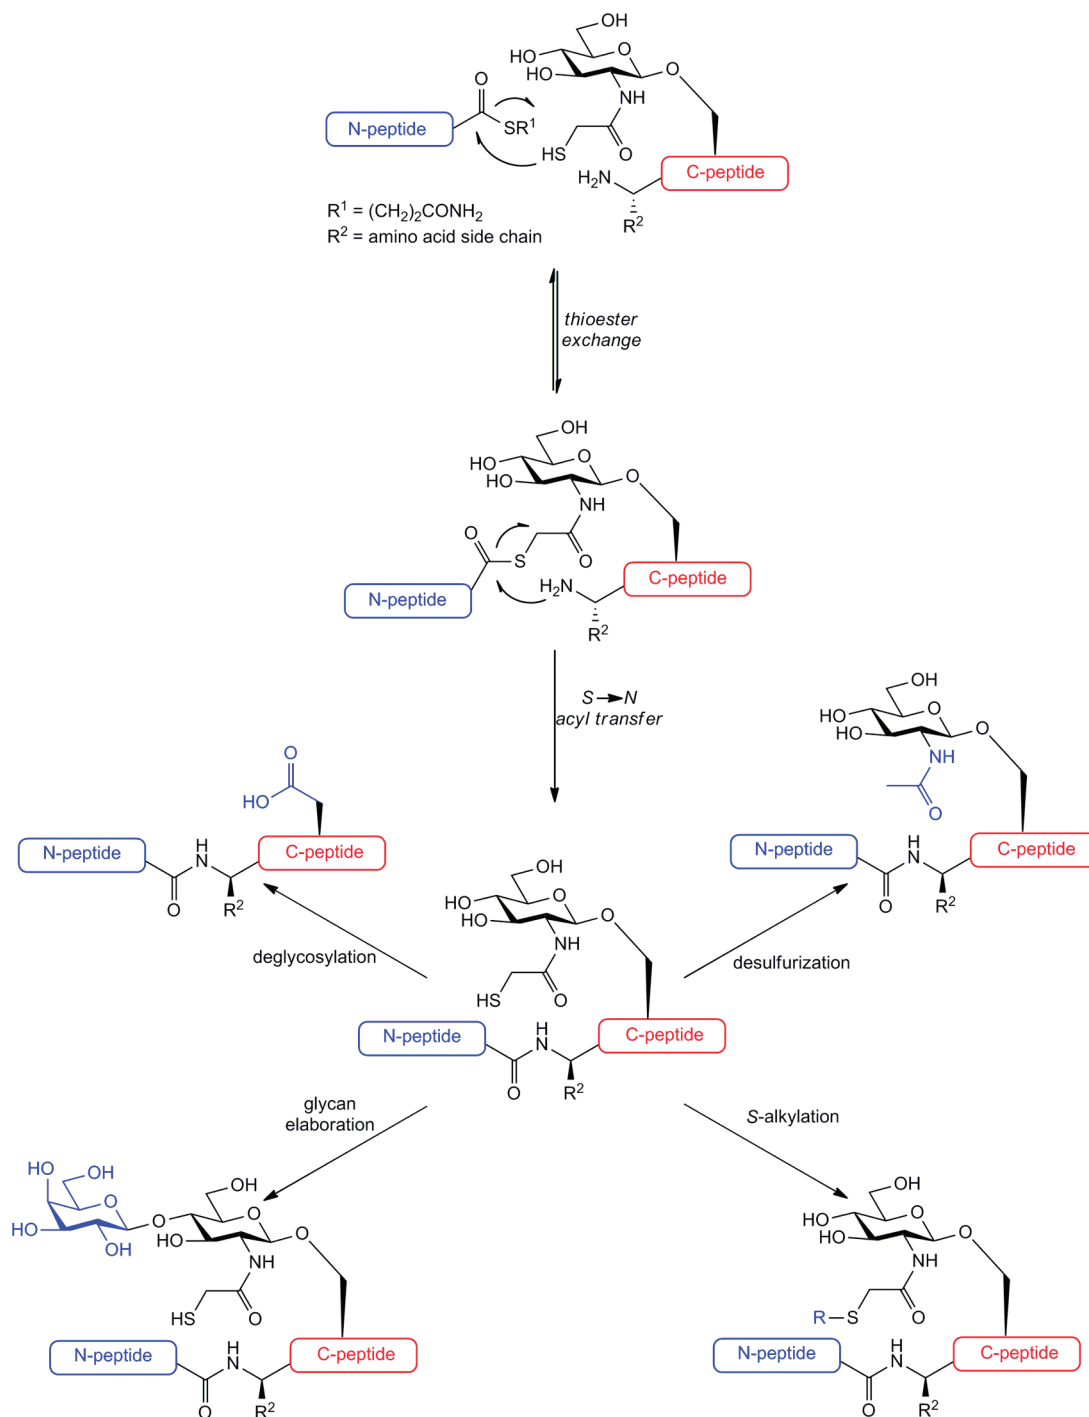 OH
HO
HO
O
O
NH
O
SR¹
N-peptide
HS
O
H₂N
C-peptide
R²
R¹ = (CH₂)₂CONH₂
R² = amino acid side chain
thioester
exchange
OH
HO
HO
O
O
NH
O
S
O
N-peptide
H₂N
C-peptide
R²
S→N
acyl transfer
OH
HO
HO
O
O
NH
O
N-peptide
O
H
N
C-peptide
R²
desulfurization
O
HO
N-peptide
O
H
N
C-peptide
R²
deglycosylation
OH
HO
HO
O
O
NH
HS
O
N-peptide
O
H
N
C-peptide
R²
glycan
elaboration
S-alkylation
HO
OH
O
HO
OH
O
OH
O
HO
O
NH
HS
O
N-peptide
O
H
N
C-peptide
R²
OH
HO
HO
O
O
NH
R–S
O
N-peptide
O
H
N
C-peptide
R²